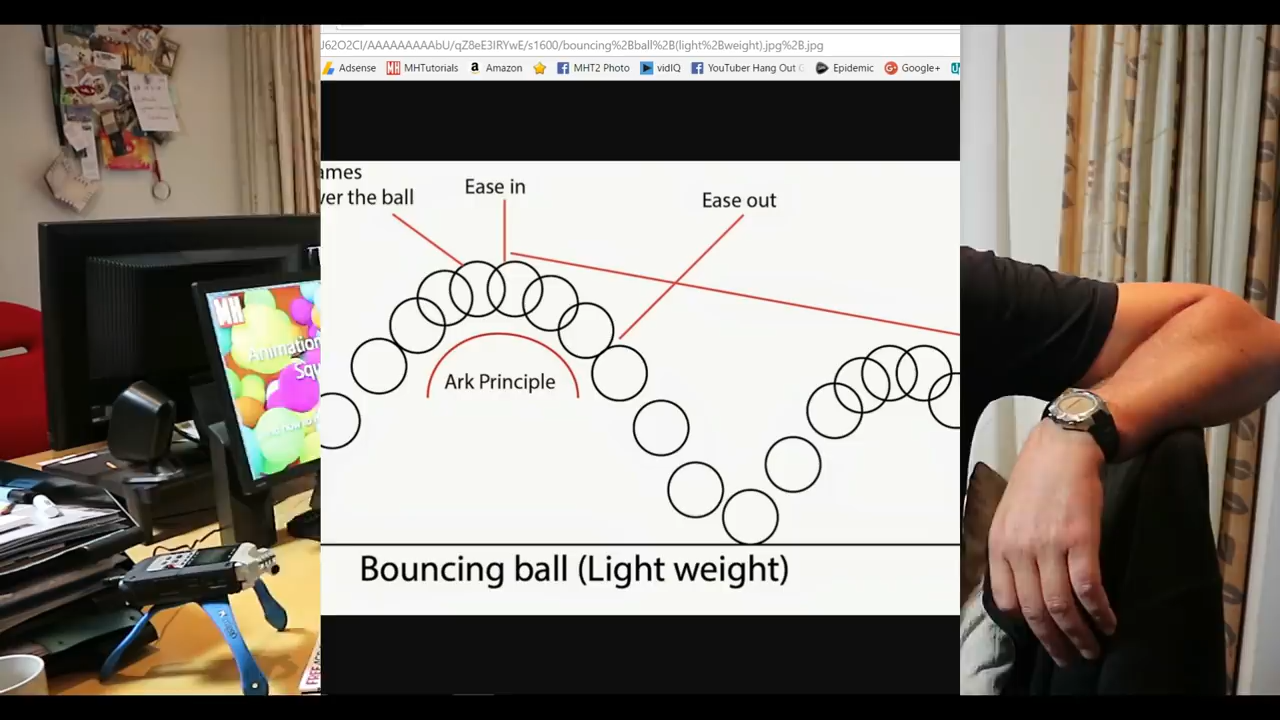 J62O2CI/AAAAAAAAAbU/qZ8eE3IRYwE/s1600/bouncing%2Bball%2B(light%2Bweight).jpg%2B.jpg
Adsense MHTutorials Amazon MHT2 Photo vidIQ YouTuber Hang Out G Epidemic Google+
ames
ver the ball
Ease in
Ease out
Ark Principle
Bouncing ball (Light weight)
MH
Animation
Squ